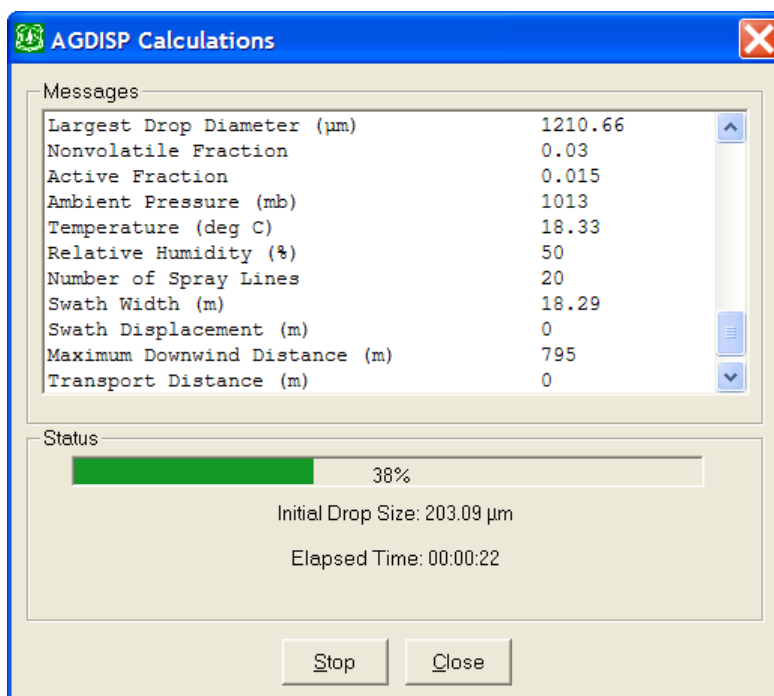 AGDISP Calculations
Messages
Largest Drop Diameter (µm) 1210.66
Nonvolatile Fraction 0.03
Active Fraction 0.015
Ambient Pressure (mb) 1013
Temperature (deg C) 18.33
Relative Humidity (%) 50
Number of Spray Lines 20
Swath Width (m) 18.29
Swath Displacement (m) 0
Maximum Downwind Distance (m) 795
Transport Distance (m) 0
Status
38%
Initial Drop Size: 203.09 µm
Elapsed Time: 00:00:22
Stop Close